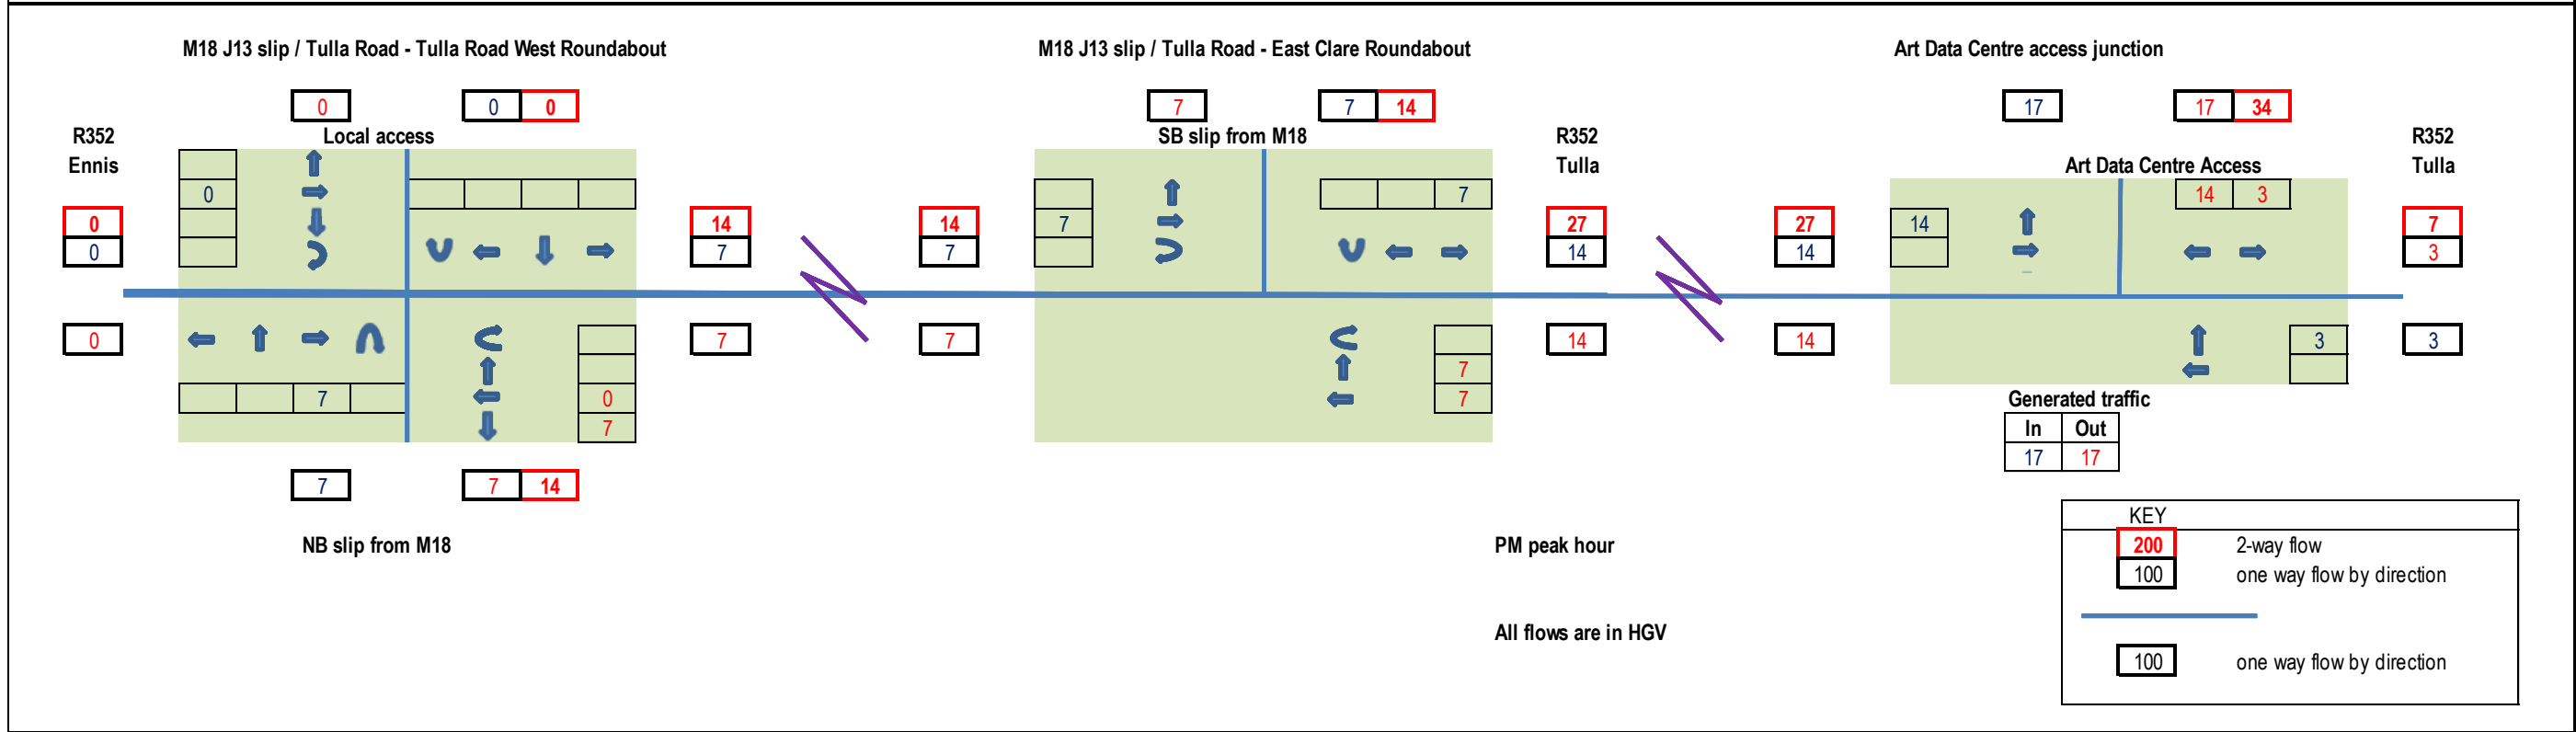 M18 J13 slip / Tulla Road - Tulla Road West Roundabout
M18 J13 slip / Tulla Road - East Clare Roundabout
Art Data Centre access junction
0 0 0 7 7 14 17 17 34
R352 Local access SB slip from M18 R352 R352
Ennis Tulla Art Data Centre Access Tulla
0 7 14 3
0 14 14 7 27 27 14 7
0 7 7 14 14 3
0 7 7 14 14 3 3
7
7 0 7
7
Generated traffic
In Out
17 17
7 7 14
KEY
NB slip from M18 PM peak hour 200 2-way flow
100 one way flow by direction
All flows are in HGV
100 one way flow by direction